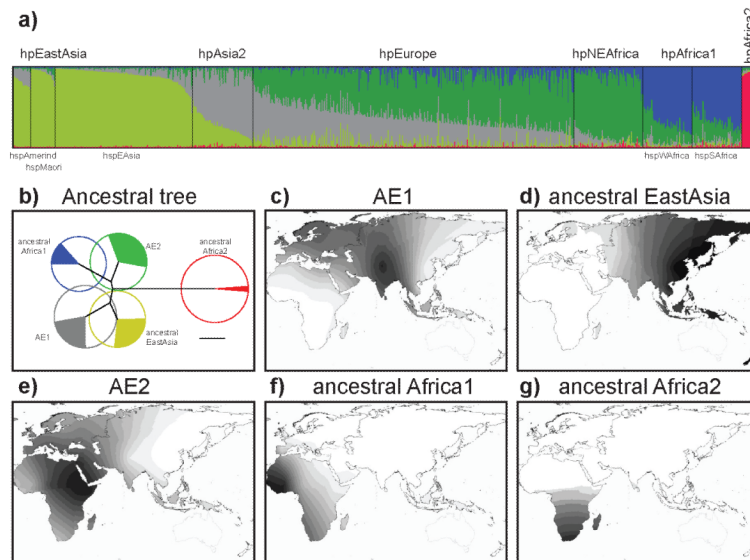 a)
hpEastAsia hpAsia2 hpEurope hpNEAfrica hpAfrica1 hpAfrica2
hspAmerind hspEAsia hspWAfrica hspSAfrica
hspMaori
b) Ancestral tree
ancestral
Africa1
AE2
ancestral
Africa2
AE1
ancestral
EastAsia
c) AE1
d) ancestral EastAsia
e) AE2
f) ancestral Africa1
g) ancestral Africa2